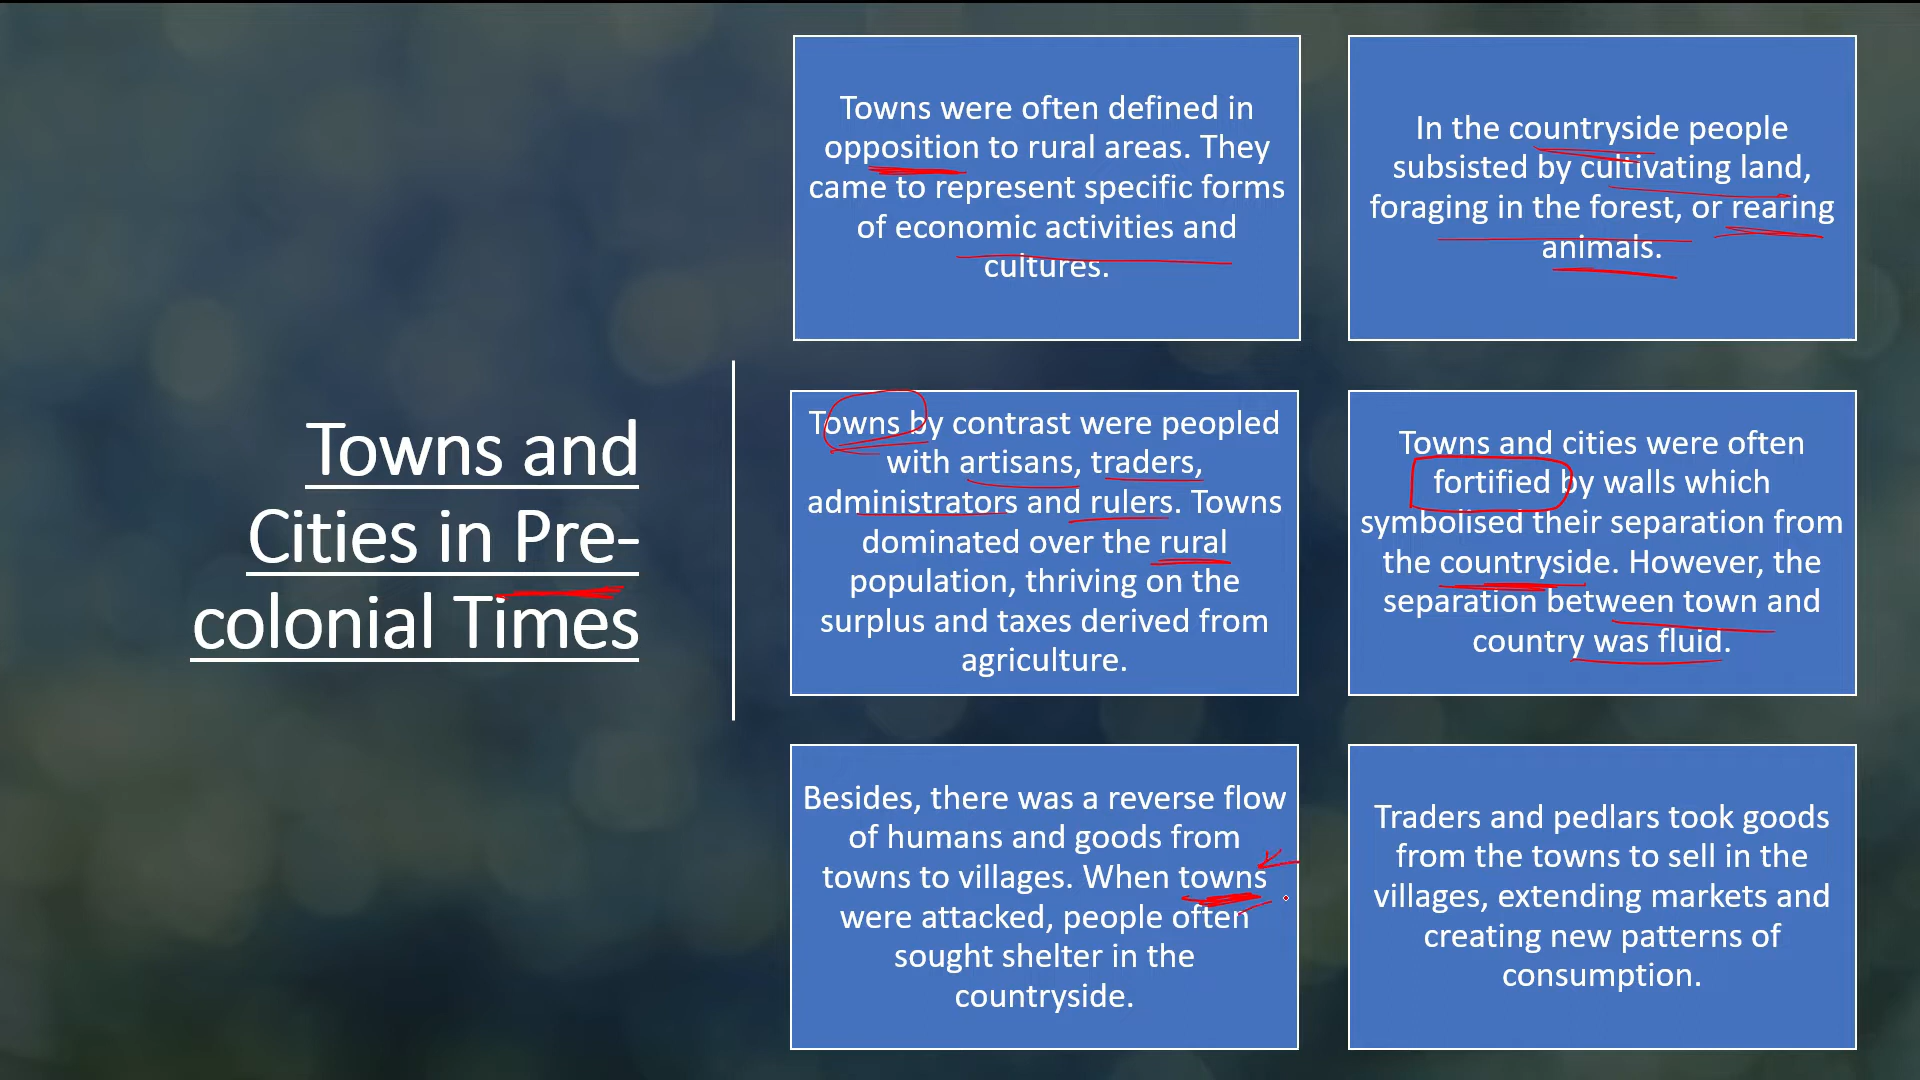 Towns and
Cities in Pre-
colonial Times
Towns were often defined in
opposition to rural areas. They
came to represent specific forms
of economic activities and
cultures.
In the countryside people
subsisted by cultivating land,
foraging in the forest, or rearing
animals.
Towns by contrast were peopled
with artisans, traders,
administrators and rulers. Towns
dominated over the rural
population, thriving on the
surplus and taxes derived from
agriculture.
Towns and cities were often
fortified by walls which
symbolised their separation from
the countryside. However, the
separation between town and
country was fluid.
Besides, there was a reverse flow
of humans and goods from
towns to villages. When towns
were attacked, people often
sought shelter in the
countryside.
Traders and pedlars took goods
from the towns to sell in the
villages, extending markets and
creating new patterns of
consumption.